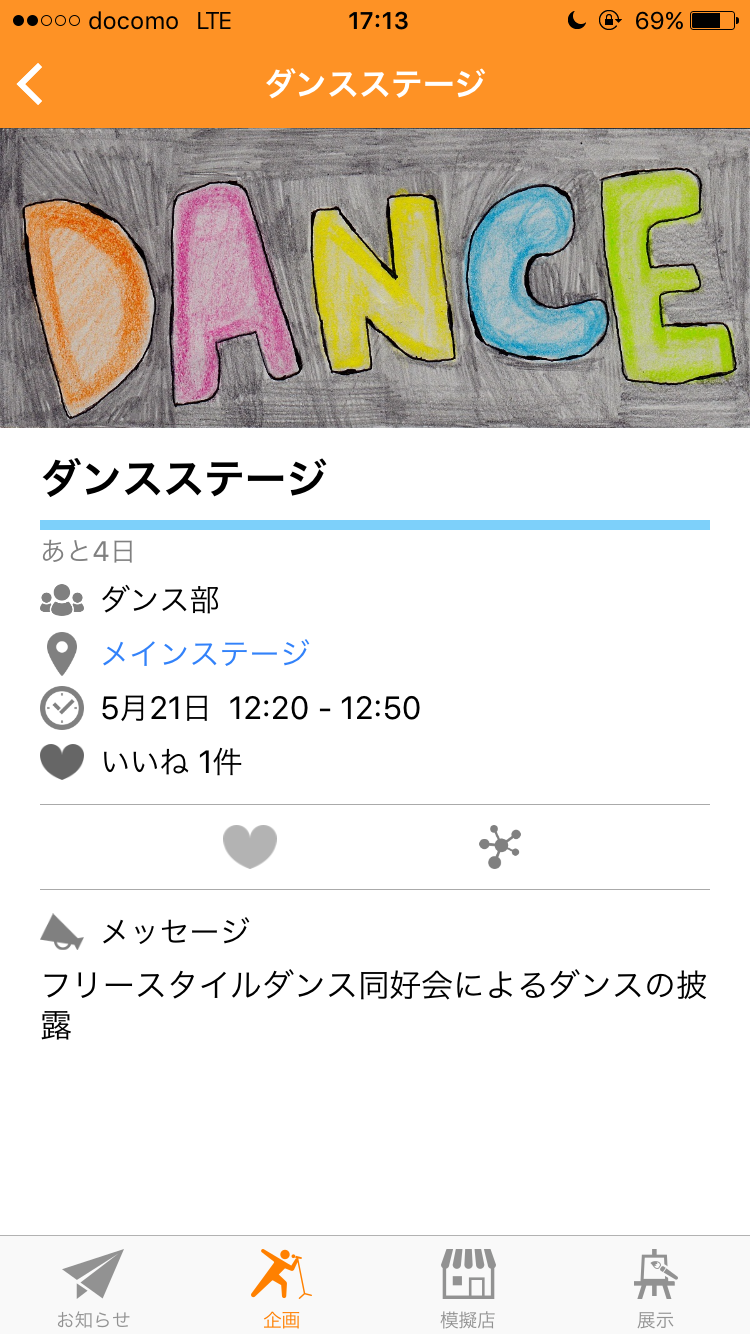 docomo LTE 17:13 69%
ダンスステージ
DANCE
ダンスステージ
あと4日
ダンス部
メインステージ
5月21日 12:20 - 12:50
いいね 1件
メッセージ
フリースタイルダンス同好会によるダンスの披
露
お知らせ 企画 模擬店 展示